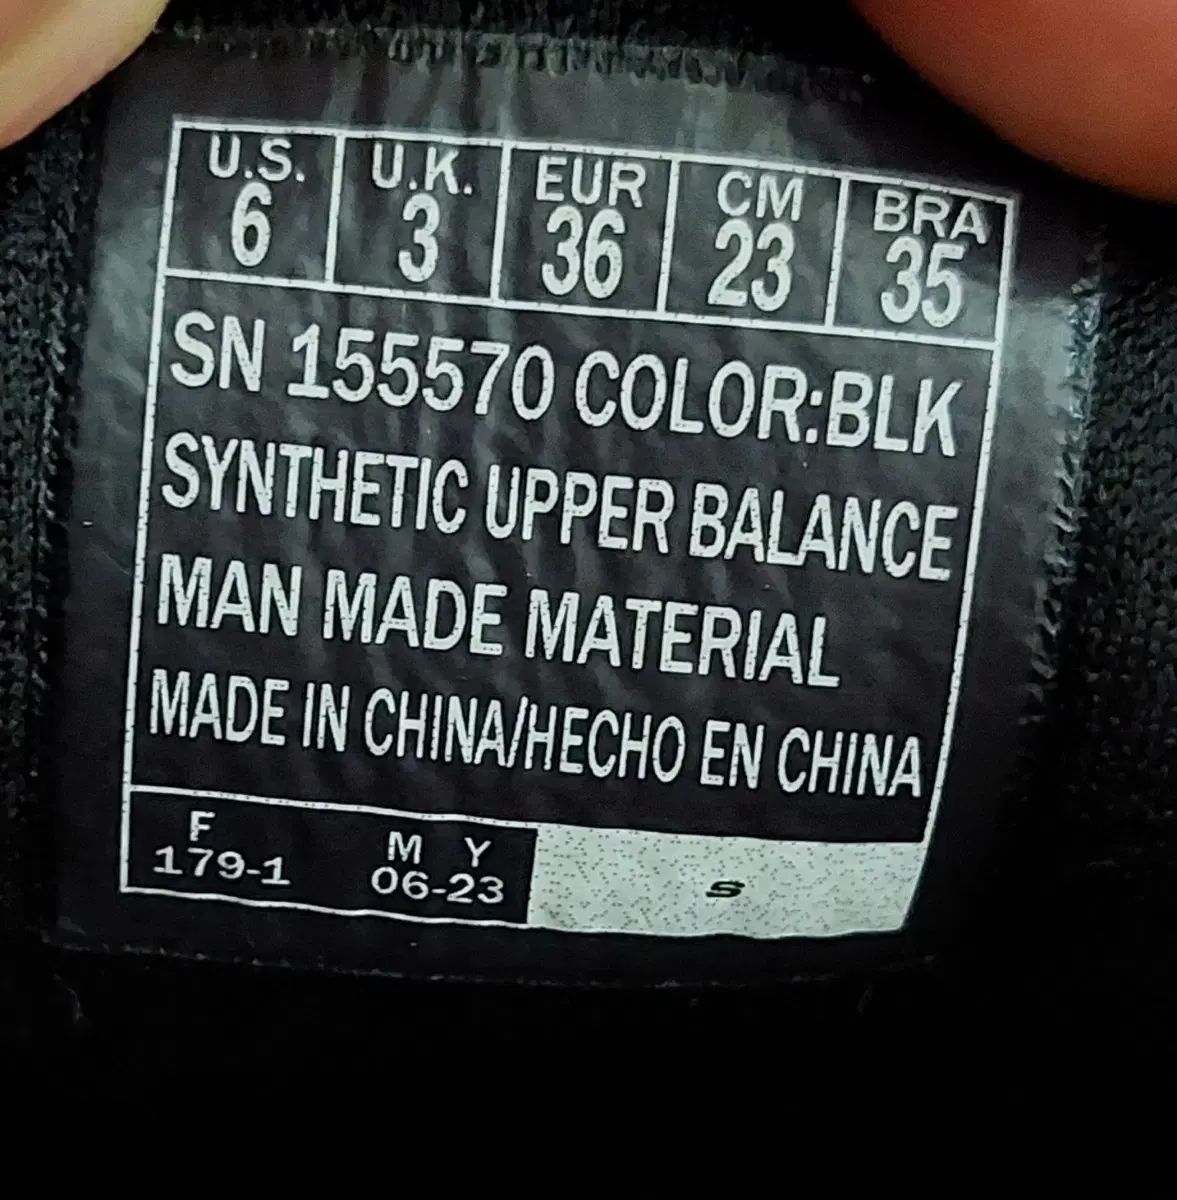 U.S. U.K. EUR CM BRA
6 3 36 23 35
SN 155570 COLOR:BLK
SYNTHETIC UPPER BALANCE
MAN MADE MATERIAL
MADE IN CHINA/HECHO EN CHINA
F M Y
179-1 06-23 S